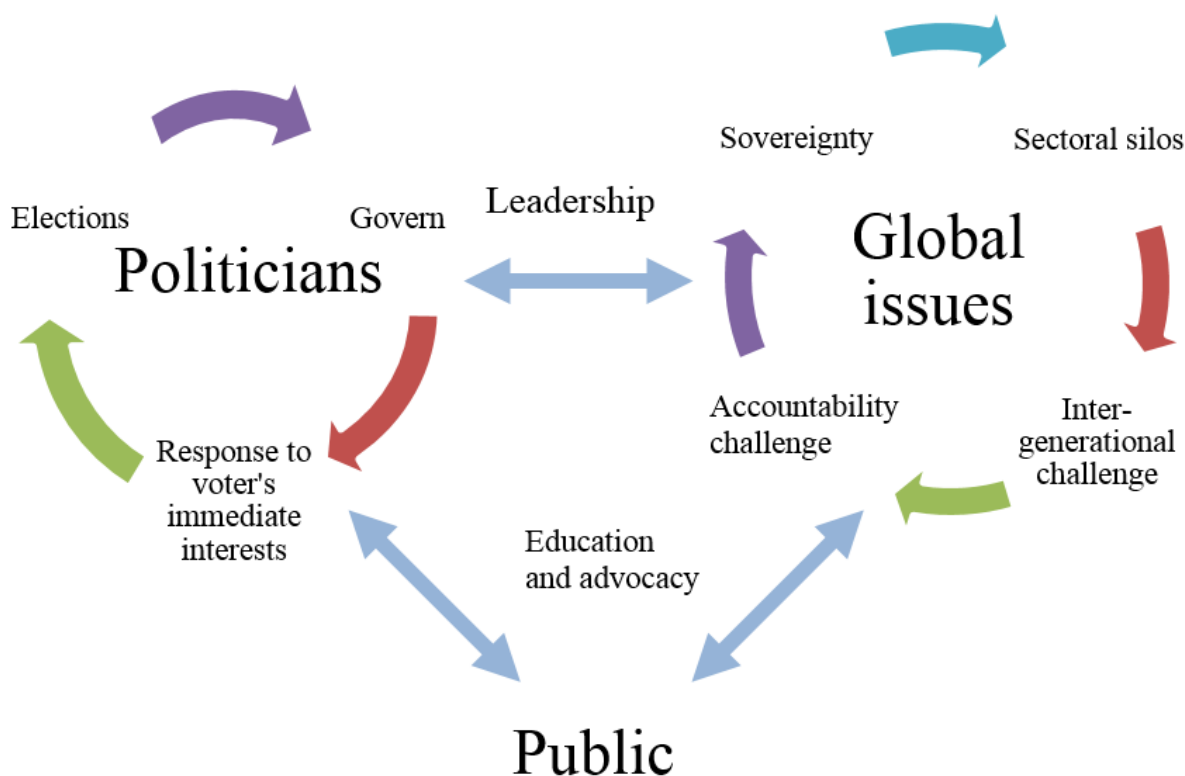 Sovereignty
Sectoral silos
Elections
Govern
Leadership
Politicians
Global
issues
Accountability
challenge
Inter-
generational
challenge
Response to
voter's
immediate
interests
Education
and advocacy
Public